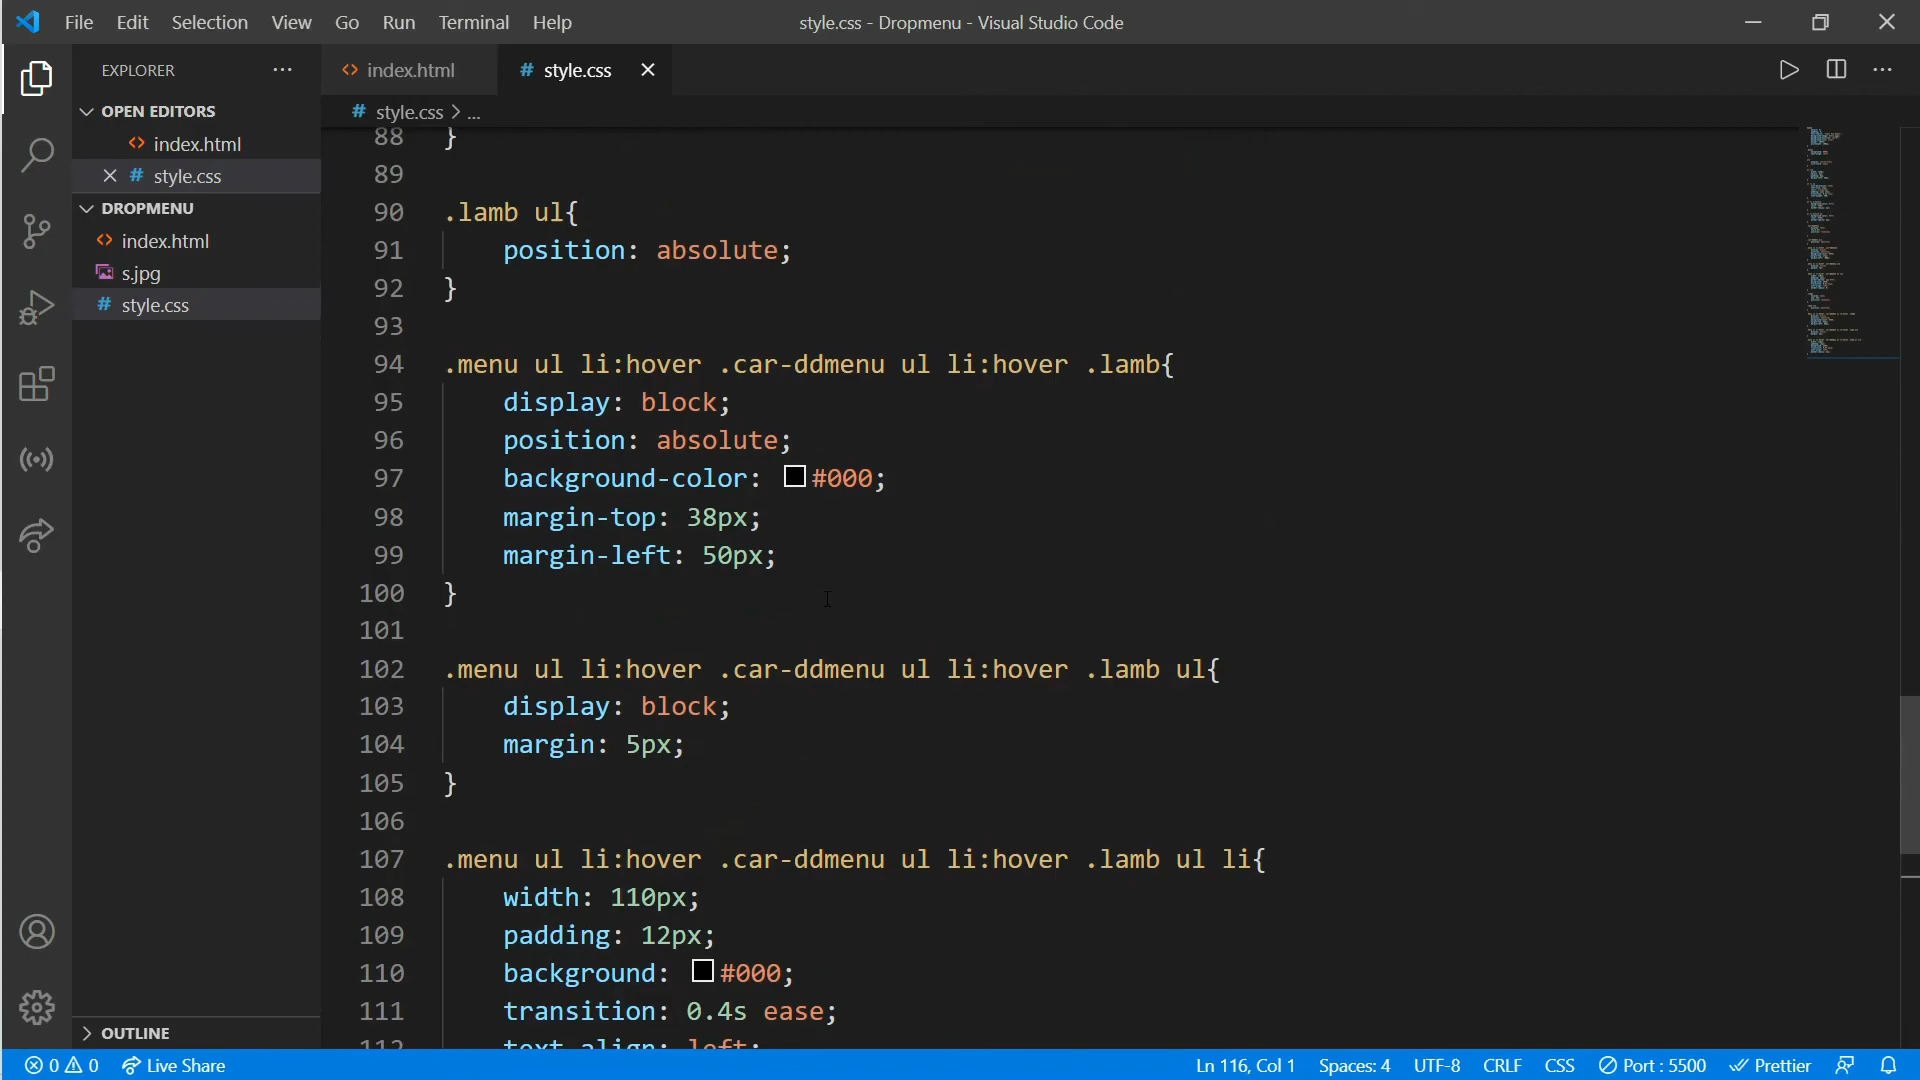 File Edit Selection View Go Run Terminal Help
style.css - Dropmenu - Visual Studio Code
EXPLORER
OPEN EDITORS
index.html
# style.css
DROPMENU
index.html
s.jpg
# style.css
OUTLINE
index.html
# style.css
# style.css > ...
88 }
89
90 .lamb ul{
91 position: absolute;
92 }
93
94 .menu ul li:hover .car-ddmenu ul li:hover .lamb{
95 display: block;
96 position: absolute;
97 background-color: #000;
98 margin-top: 38px;
99 margin-left: 50px;
100 }
101
102 .menu ul li:hover .car-ddmenu ul li:hover .lamb ul{
103 display: block;
104 margin: 5px;
105 }
106
107 .menu ul li:hover .car-ddmenu ul li:hover .lamb ul li{
108 width: 110px;
109 padding: 12px;
110 background: #000;
111 transition: 0.4s ease;
112 text-align: left;
0 0 Live Share
Ln 116, Col 1 Spaces: 4 UTF-8 CRLF CSS Port : 5500 Prettier